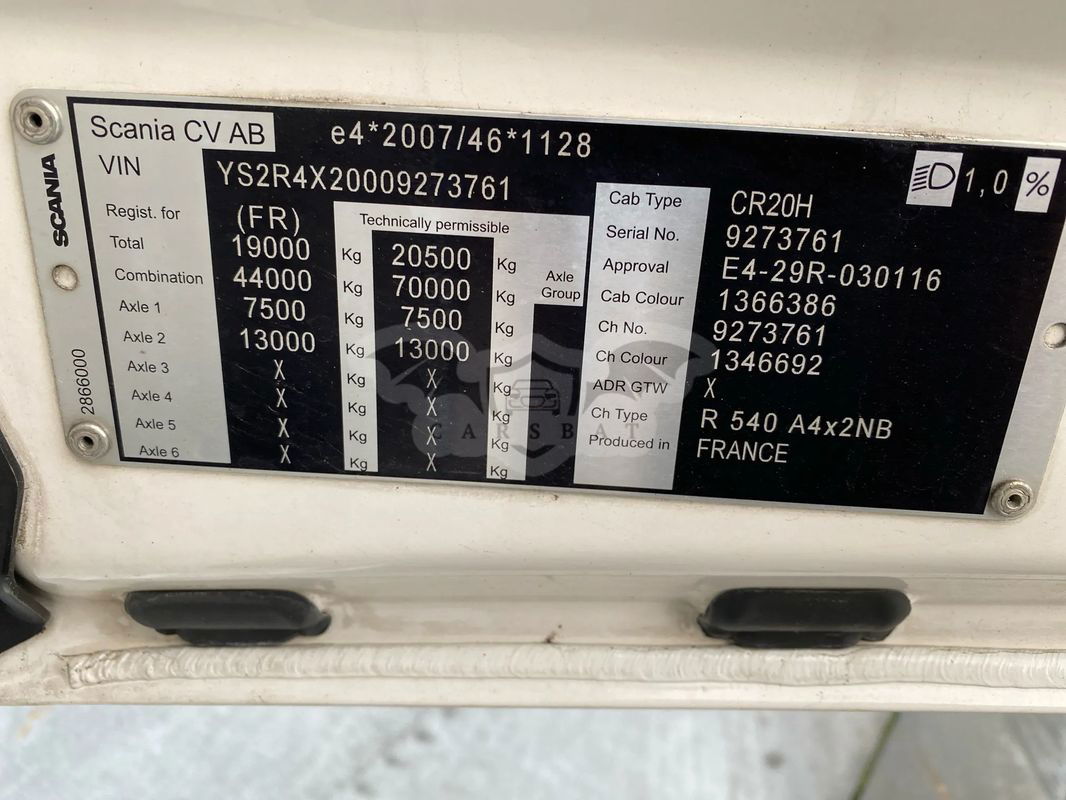 Scania CV AB e4*2007/46*1128
VIN YS2R4X20009273761
1,0 %
SCANIA
2866000
Regist. for (FR)
Technically permissible
Total 19000 Kg 20500 Kg
Combination 44000 Kg 70000 Kg
Axle Group
Axle 1 7500 Kg 7500 Kg
Axle 2 13000 Kg 13000 Kg
Axle 3 X Kg X Kg
Axle 4 X Kg X Kg
Axle 5 X Kg X Kg
Axle 6 X Kg X Kg
Cab Type CR20H
Serial No. 9273761
Approval E4-29R-030116
Cab Colour 1366386
Ch No. 9273761
Ch Colour 1346692
ADR GTW X
Ch Type R 540 A4x2NB
Produced in FRANCE
CARSBAT